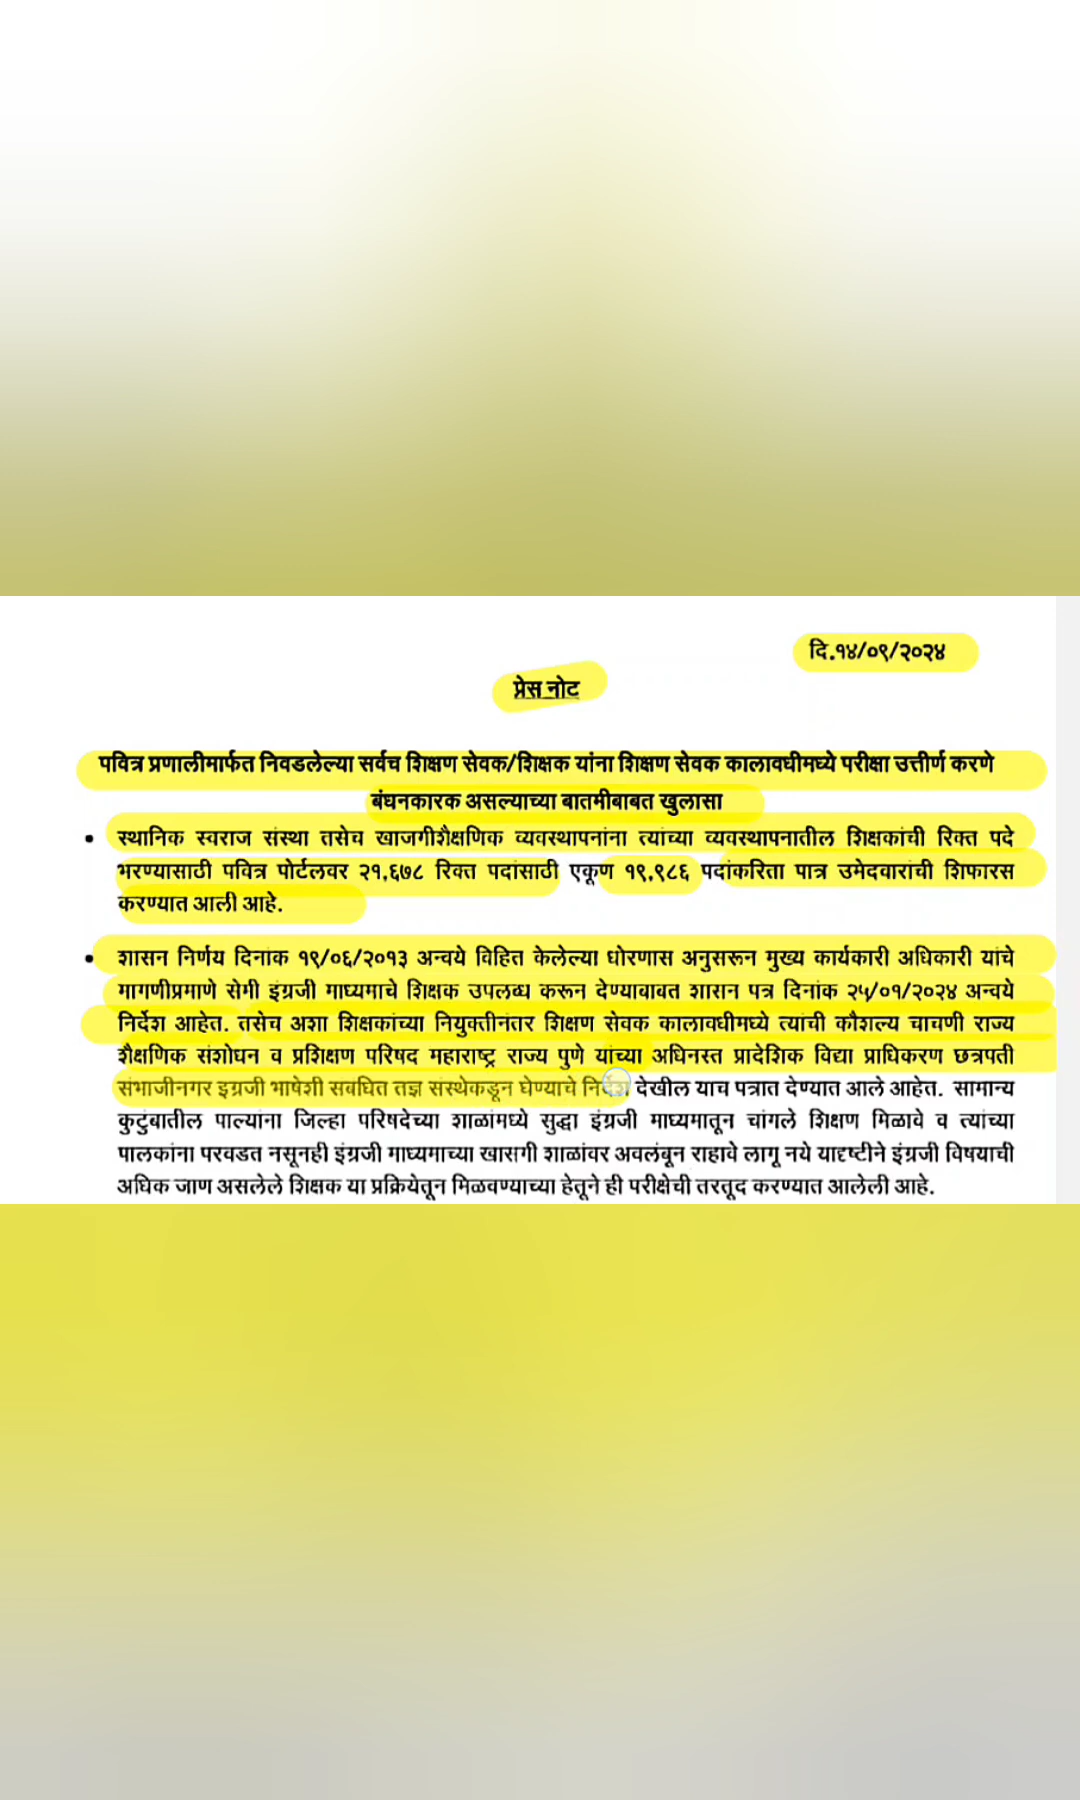 दि.१४/०९/२०२४
प्रेस नोट
पवित्र प्रणालीमार्फत निवडलेल्या सर्वच शिक्षण सेवक/शिक्षक यांना शिक्षण सेवक कालावधीमध्ये परीक्षा उत्तीर्ण करणे
बंधनकारक असल्याच्या बातमीबाबत खुलासा
• स्थानिक स्वराज संस्था तसेच खाजगीशैक्षणिक व्यवस्थापनांना त्यांच्या व्यवस्थापनातील शिक्षकांची रिक्त पदे
भरण्यासाठी पवित्र पोर्टलवर २१,६७८ रिक्त पदांसाठी एकूण १९,९८६ पदांकरिता पात्र उमेदवारांची शिफारस
करण्यात आली आहे.
• शासन निर्णय दिनांक १९/०६/२०१३ अन्वये विहित केलेल्या धोरणास अनुसरून मुख्य कार्यकारी अधिकारी यांचे
मागणीप्रमाणे सेमी इंग्रजी माध्यमाचे शिक्षक उपलब्ध करून देण्याबाबत शासन पत्र दिनांक २५/०१/२०२४ अन्वये
निर्देश आहेत. तसेच अशा शिक्षकांच्या नियुक्तीनंतर शिक्षण सेवक कालावधीमध्ये त्यांची कौशल्य चाचणी राज्य
शैक्षणिक संशोधन व प्रशिक्षण परिषद महाराष्ट्र राज्य पुणे यांच्या अधिनस्त प्रादेशिक विद्या प्राधिकरण छत्रपती
संभाजीनगर इंग्रजी भाषेशी सबधित तज्ञ संस्थेकडून घेण्याचे निर्देश देखील याच पत्रात देण्यात आले आहेत. सामान्य
कुटुंबातील पाल्यांना जिल्हा परिषदेच्या शाळांमध्ये सुद्धा इंग्रजी माध्यमातून चांगले शिक्षण मिळावे व त्यांच्या
पालकांना परवडत नसूनही इंग्रजी माध्यमाच्या खासगी शाळांवर अवलंबून राहावे लागू नये यादृष्टीने इंग्रजी विषयाची
अधिक जाण असलेले शिक्षक या प्रक्रियेतून मिळवण्याच्या हेतूने ही परीक्षेची तरतूद करण्यात आलेली आहे.